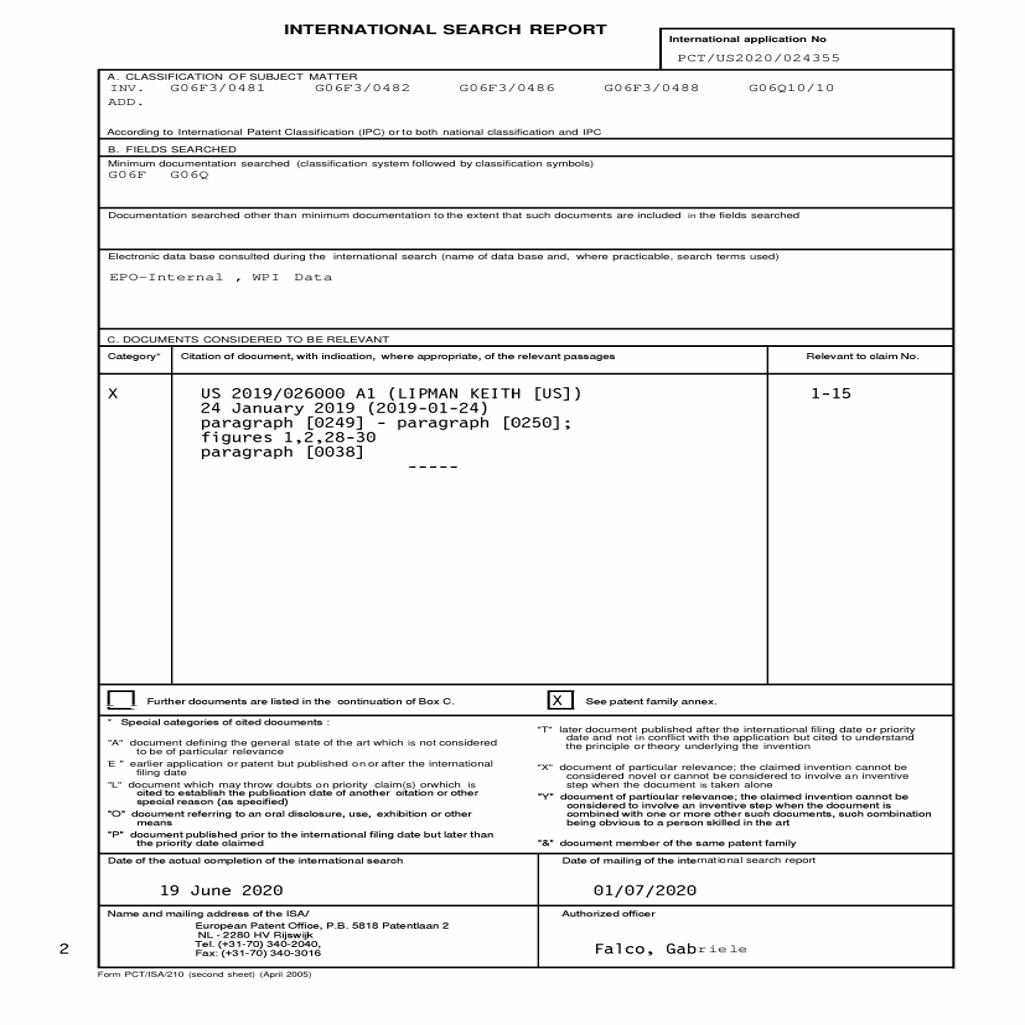 INTERNATIONAL SEARCH REPORT
International application No
PCT/US2020/024355
A. CLASSIFICATION OF SUBJECT MATTER
INV. G06F3/0481 G06F3/0482 G06F3/0486 G06F3/0488 G06Q10/10
ADD.
According to International Patent Classification (IPC) or to both national classification and IPC
B. FIELDS SEARCHED
Minimum documentation searched (classification system followed by classification symbols)
G06F G06Q
Documentation searched other than minimum documentation to the extent that such documents are included in the fields searched
Electronic data base consulted during the international search (name of data base and, where practicable, search terms used)
EPO-Internal , WPI Data
C. DOCUMENTS CONSIDERED TO BE RELEVANT
Category* Citation of document, with indication, where appropriate, of the relevant passages Relevant to claim No.
X US 2019/026000 A1 (LIPMAN KEITH [US]) 1-15
24 January 2019 (2019-01-24)
paragraph [0249] - paragraph [0250];
figures 1,2,28-30
paragraph [0038]
-----
Further documents are listed in the continuation of Box C.
X See patent family annex.
* Special categories of cited documents :
"A" document defining the general state of the art which is not considered
to be of particular relevance
"E" earlier application or patent but published on or after the international
filing date
"L" document which may throw doubts on priority claim(s) or which is
cited to establish the publication date of another citation or other
special reason (as specified)
"O" document referring to an oral disclosure, use, exhibition or other
means
"P" document published prior to the international filing date but later than
the priority date claimed
"T" later document published after the international filing date or priority
date and not in conflict with the application but cited to understand
the principle or theory underlying the invention
"X" document of particular relevance; the claimed invention cannot be
considered novel or cannot be considered to involve an inventive
step when the document is taken alone
"Y" document of particular relevance; the claimed invention cannot be
considered to involve an inventive step when the document is
combined with one or more other such documents, such combination
being obvious to a person skilled in the art
"&" document member of the same patent family
Date of the actual completion of the international search
19 June 2020
Date of mailing of the international search report
01/07/2020
Name and mailing address of the ISA/
European Patent Office, P.B. 5818 Patentlaan 2
NL - 2280 HV Rijswijk
Tel. (+31-70) 340-2040,
Fax: (+31-70) 340-3016
Authorized officer
Falco, Gabriele
2
Form PCT/ISA/210 (second sheet) (April 2005)